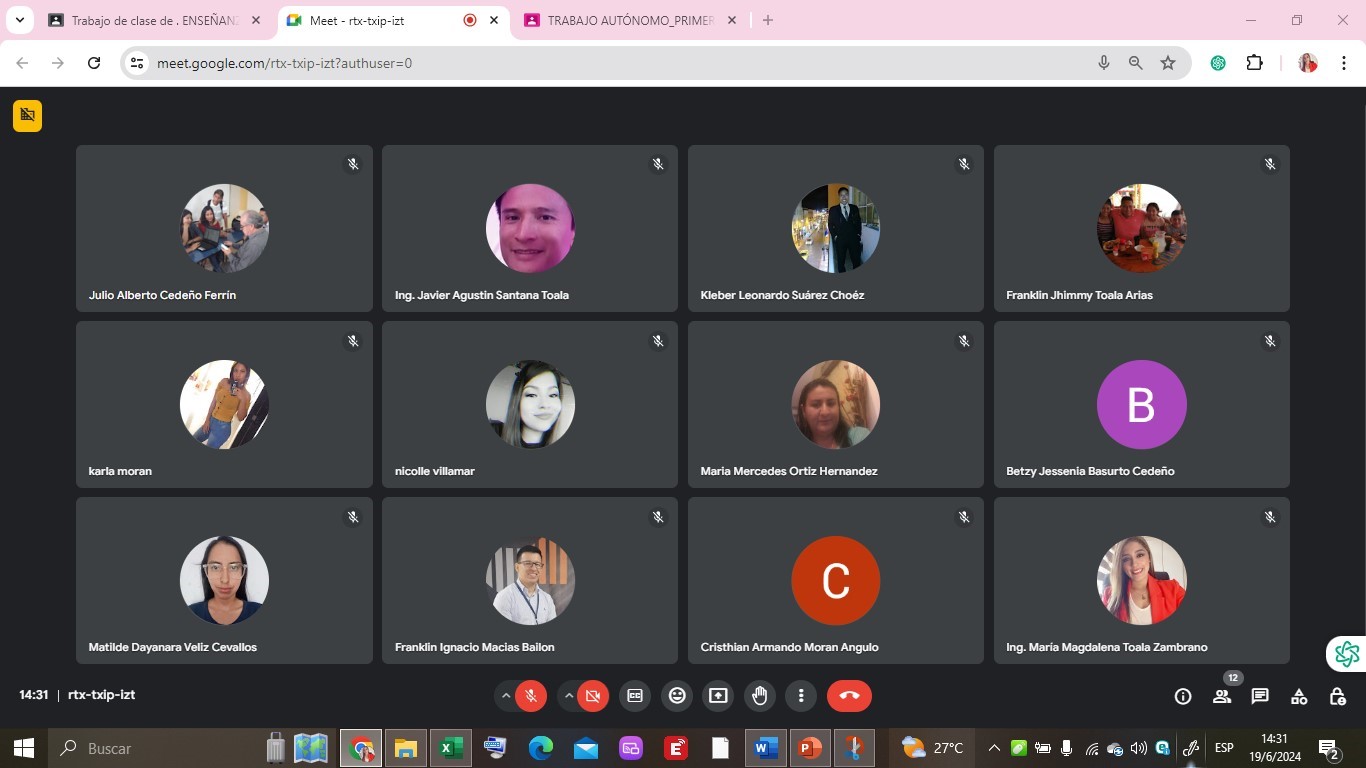 Trabajo de clase de . ENSEÑAN
Meet - rtx-txip-izt
TRABAJO AUTÓNOMO_PRIMER
meet.google.com/rtx-txip-izt?authuser=0
Julio Alberto Cedeño Ferrín
Ing. Javier Agustin Santana Toala
Kleber Leonardo Suárez Choéz
Franklin Jhimmy Toala Arias
karla moran
nicolle villamar
Maria Mercedes Ortiz Hernandez
B
Betzy Jessenia Basurto Cedeño
Matilde Dayanara Veliz Cevallos
Franklin Ignacio Macias Bailon
C
Cristhian Armando Moran Angulo
Ing. María Magdalena Toala Zambrano
14:31 | rtx-txip-izt
CC
12
Buscar
X
E
W
P
27°C
ESP
14:31
19/6/2024
2